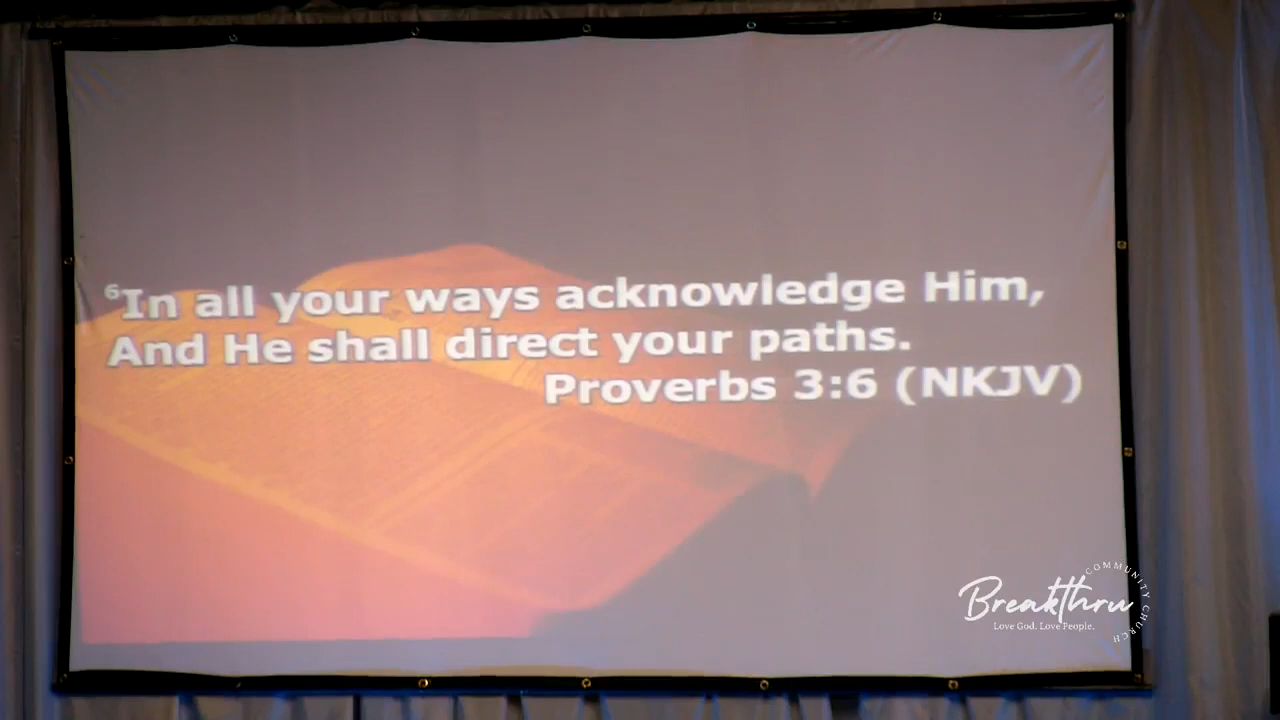 ⁶In all your ways acknowledge Him,
And He shall direct your paths.
Proverbs 3:6 (NKJV)
Breakthru
COMMUNITY CHURCH
Love God. Love People.